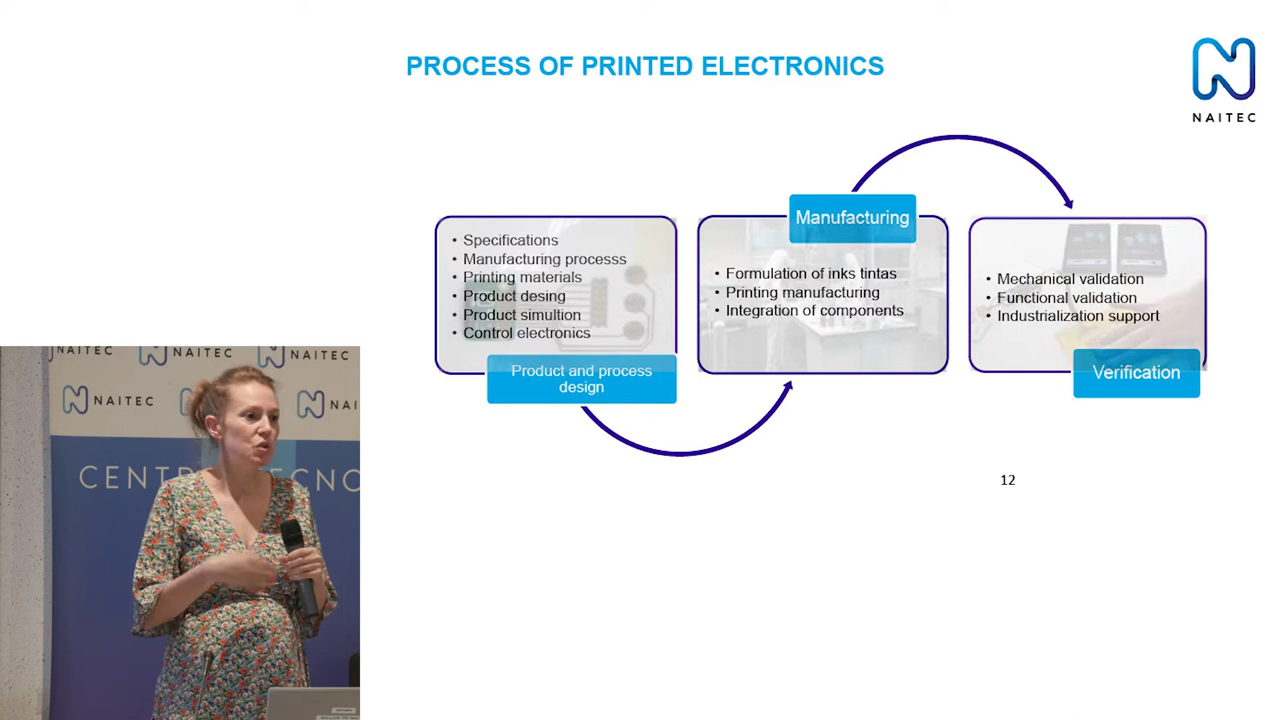 PROCESS OF PRINTED ELECTRONICS
NAITEC
• Specifications
• Manufacturing processs
• Printing materials
• Product desing
• Product simultion
• Control electronics
Product and process
design
Manufacturing
• Formulation of inks tintas
• Printing manufacturing
• Integration of components
• Mechanical validation
• Functional validation
• Industrialization support
Verification
12
NAITEC
NAITEC
NAITEC
NAITEC
NAI
CENTR TECNO